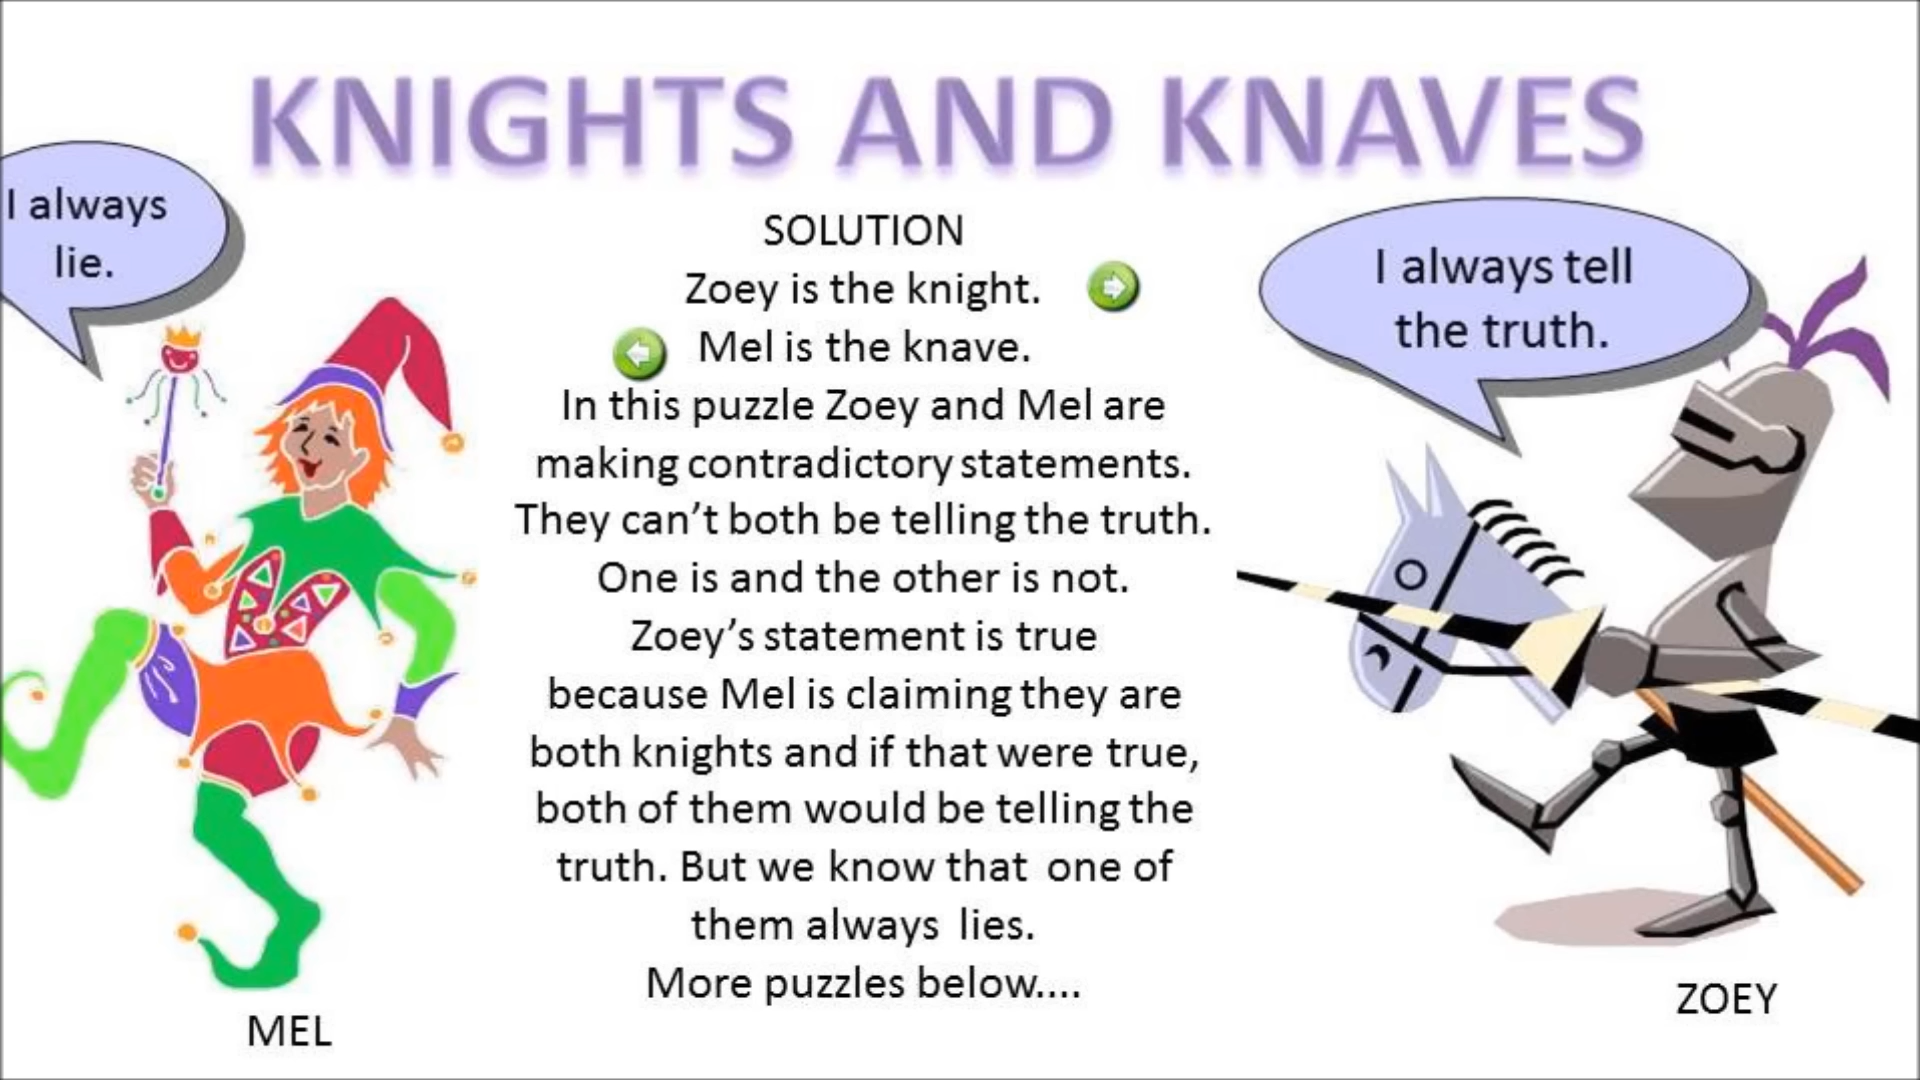 KNIGHTS AND KNAVES
I always
lie.
SOLUTION
Zoey is the knight.
Mel is the knave.
In this puzzle Zoey and Mel are
making contradictory statements.
They can’t both be telling the truth.
One is and the other is not.
Zoey’s statement is true
because Mel is claiming they are
both knights and if that were true,
both of them would be telling the
truth. But we know that one of
them always lies.
More puzzles below....
I always tell
the truth.
MEL
ZOEY